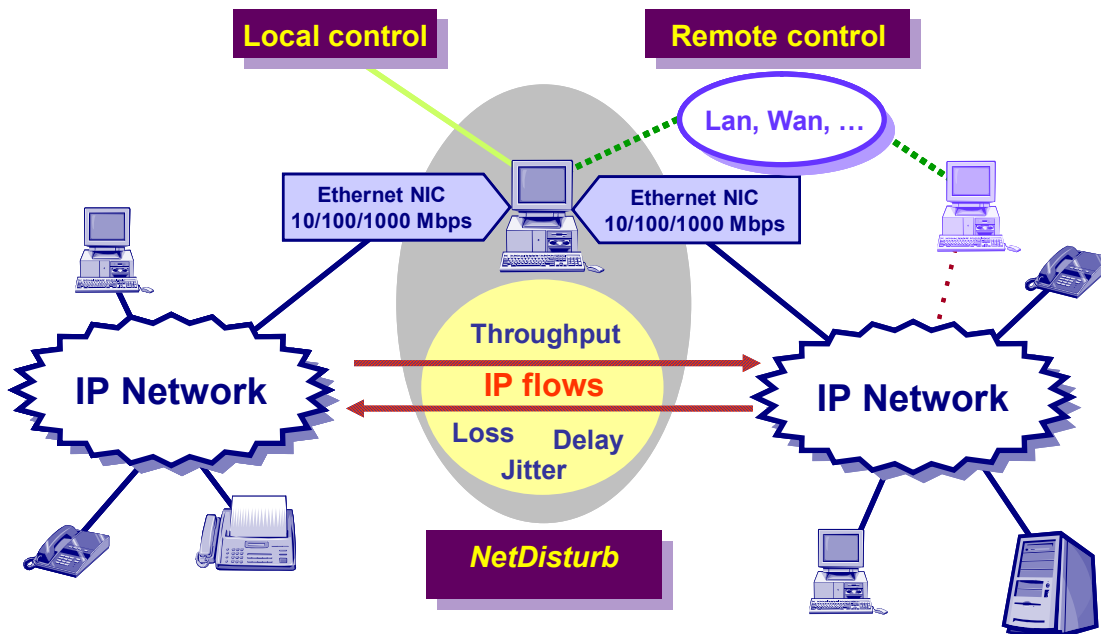 Local control
Remote control
Lan, Wan, …
Ethernet NIC
10/100/1000 Mbps
Ethernet NIC
10/100/1000 Mbps
Throughput
IP Network
IP flows
IP Network
Loss
Delay
Jitter
NetDisturb